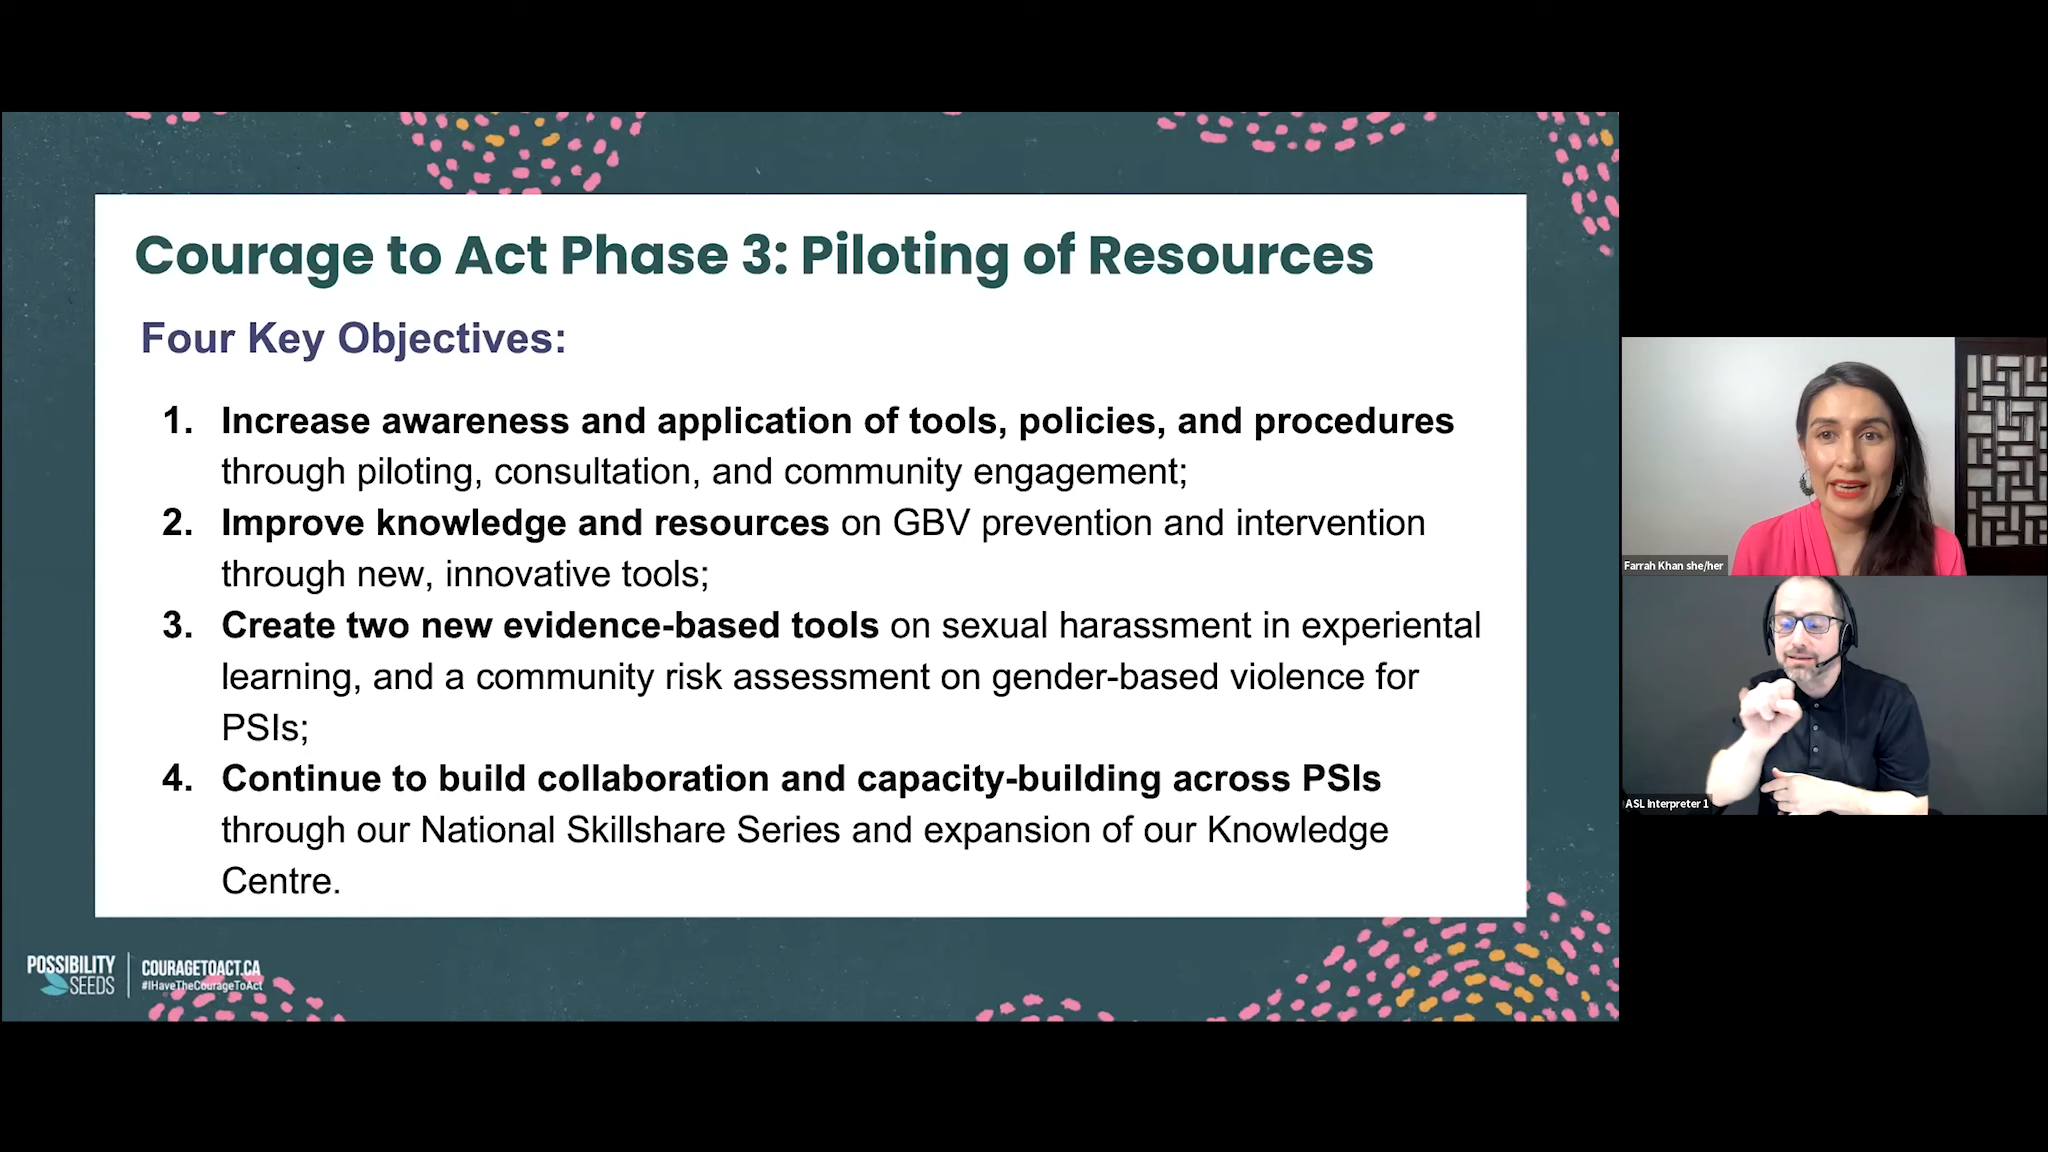 Courage to Act Phase 3: Piloting of Resources
Four Key Objectives:
1. Increase awareness and application of tools, policies, and procedures
through piloting, consultation, and community engagement;
2. Improve knowledge and resources on GBV prevention and intervention
through new, innovative tools;
3. Create two new evidence-based tools on sexual harassment in experiental
learning, and a community risk assessment on gender-based violence for
PSIs;
4. Continue to build collaboration and capacity-building across PSIs
through our National Skillshare Series and expansion of our Knowledge
Centre.
POSSIBILITY
SEEDS
COURAGETOACT.CA
#IHaveTheCourageToAct
Farrah Khan she/her
ASL Interpreter 1